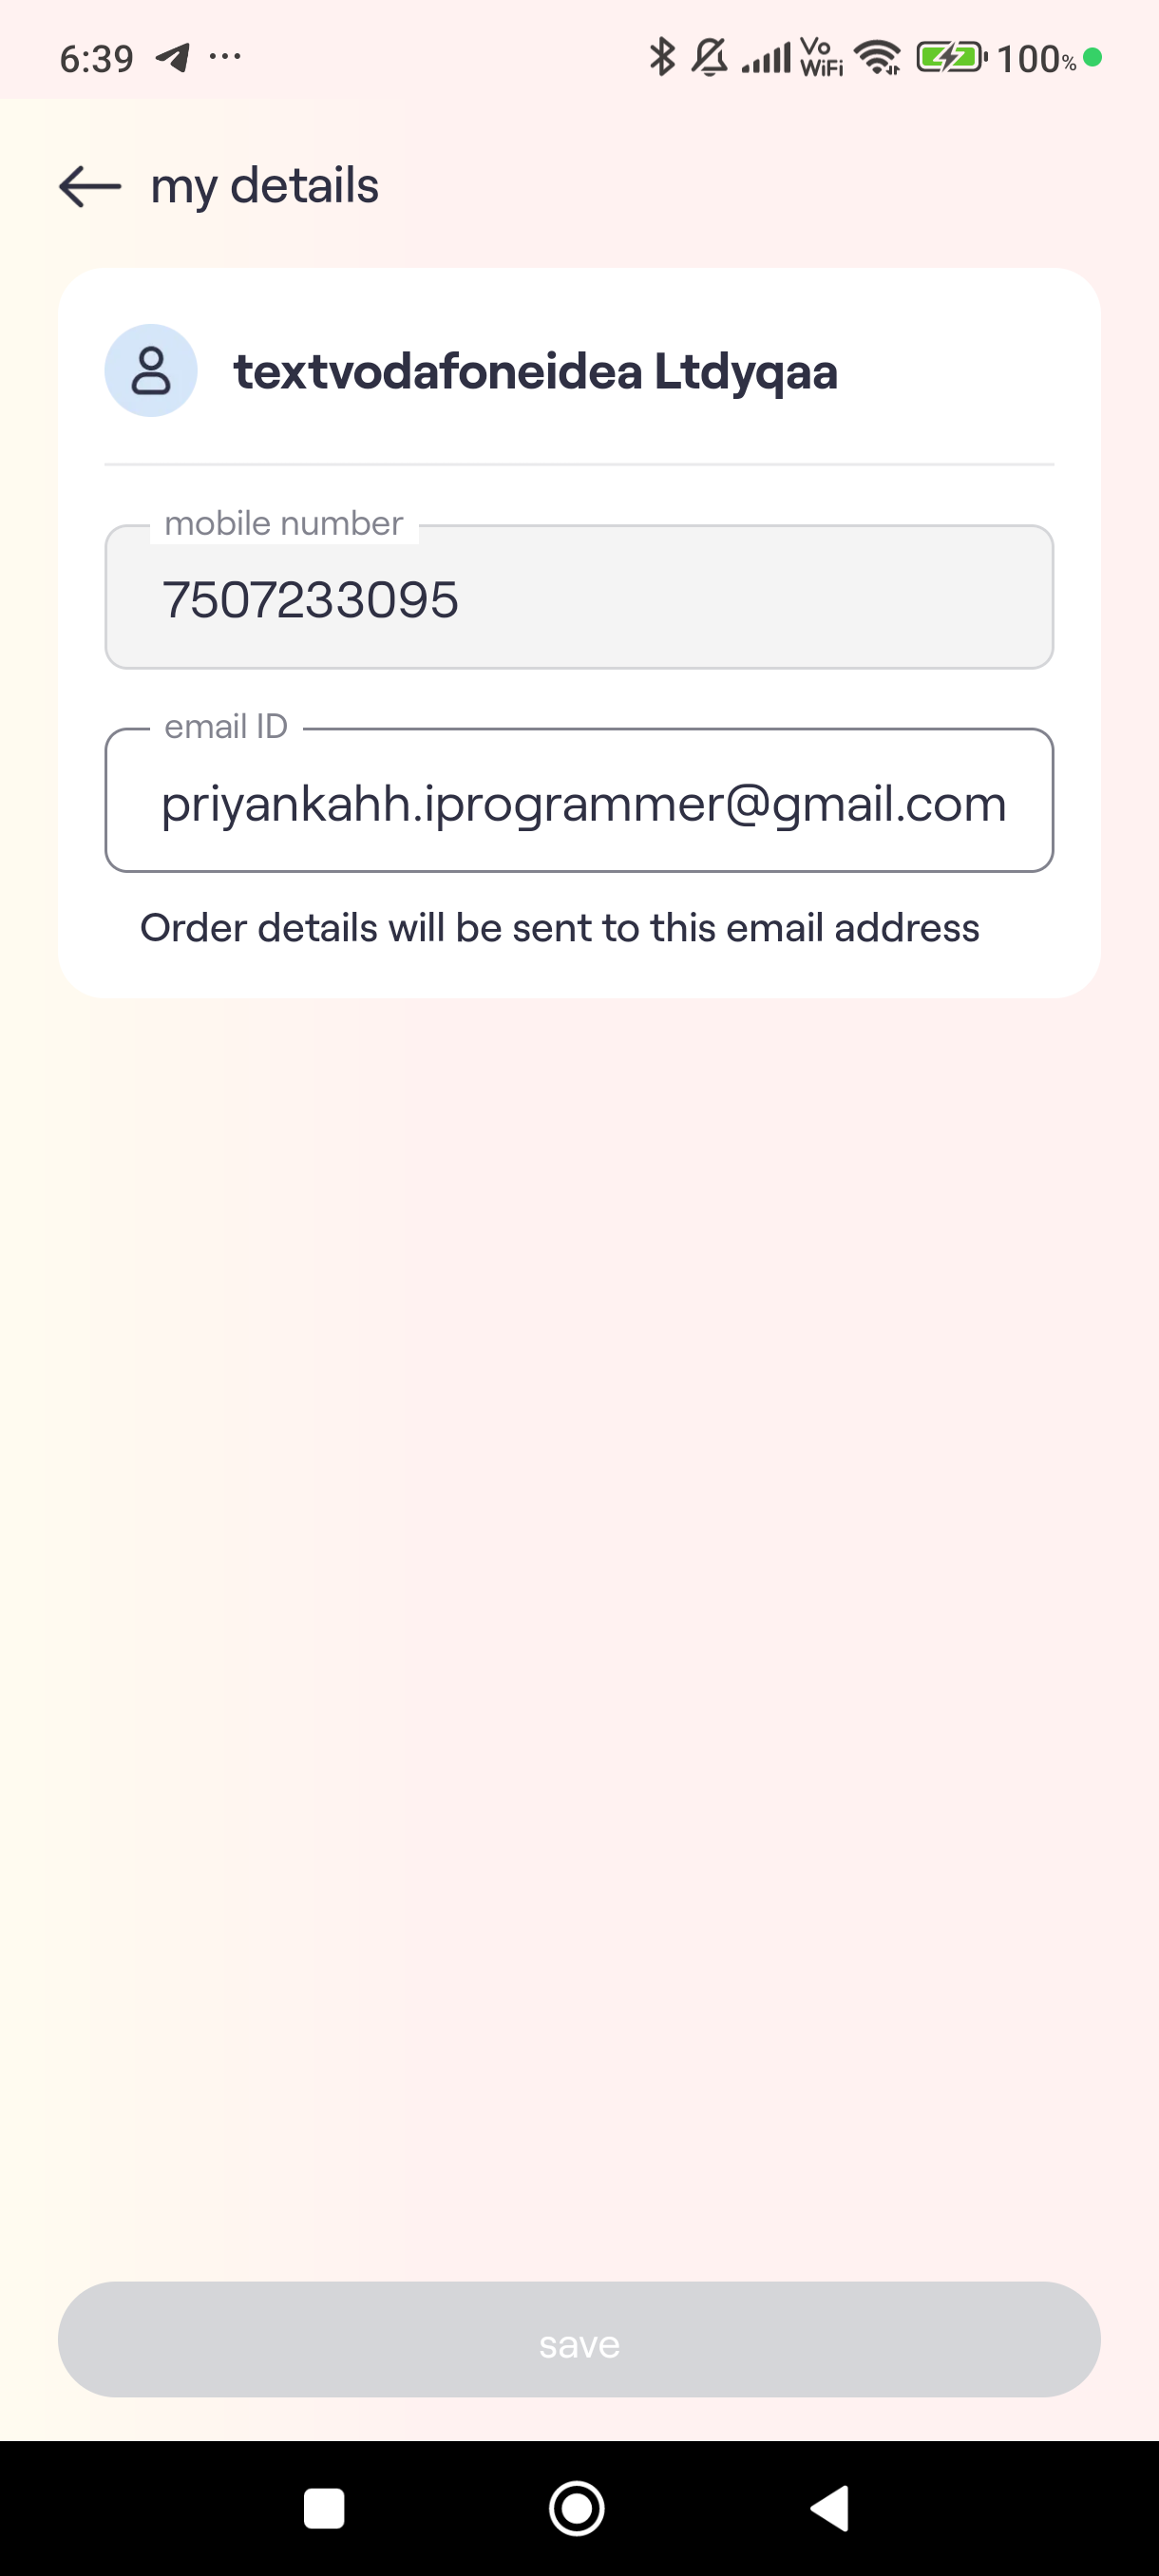 6:39 ... Vo WiFi 100%
my details
textvodafoneidea Ltdyqaa
mobile number
7507233095
email ID
priyankahh.iprogrammer@gmail.com
Order details will be sent to this email address
save